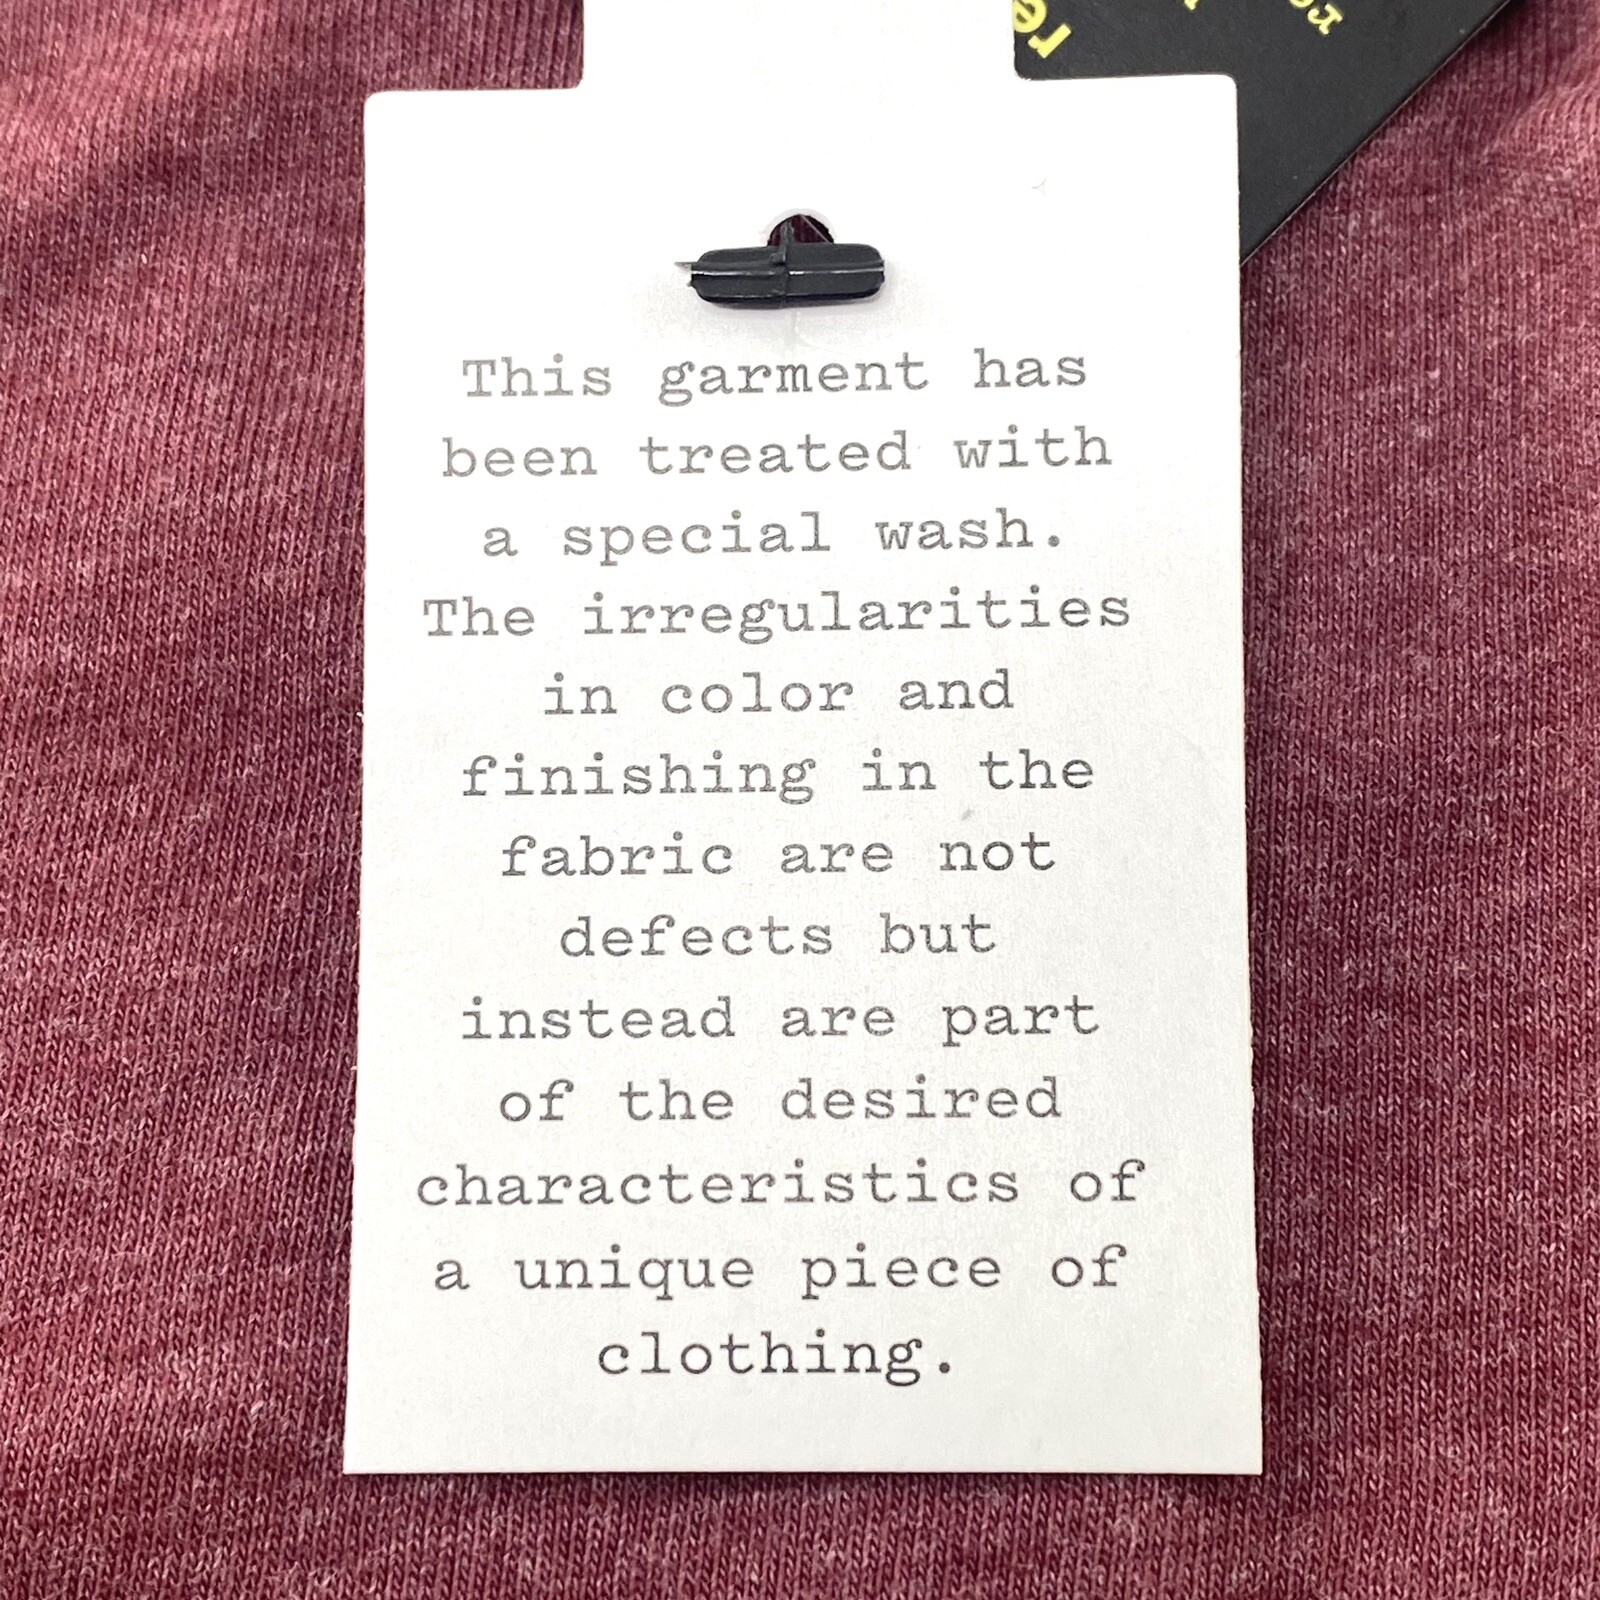 This garment has
been treated with
a special wash.
The irregularities
in color and
finishing in the
fabric are not
defects but
instead are part
of the desired
characteristics of
a unique piece of
clothing.